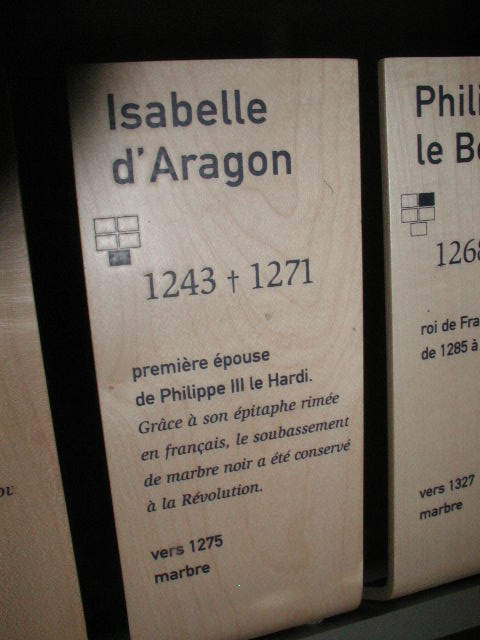 Isabelle
d'Aragon
1243 † 1271
première épouse
de Philippe III le Hardi.
Grâce à son épitaphe rimée
en français, le soubassement
de marbre noir a été conservé
à la Révolution.
vers 1275
marbre
Phili
le Be
1268
roi de Fra
de 1285 à
vers 1327
marbre